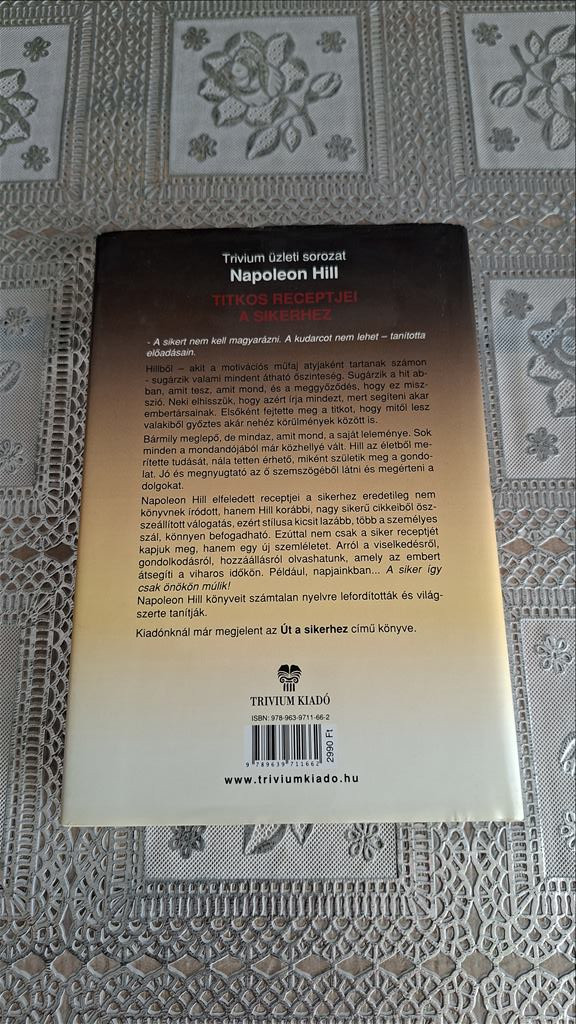 Trivium üzleti sorozat
Napoleon Hill
TITKOS RECEPTJEI
A SIKERHEZ
- A sikert nem kell magyarázni. A kudarcot nem lehet – tanította
előadásain.
Hillből – akit a motivációs műfaj atyjaként tartanak számon
- sugárzik valami mindent átható őszinteség. Sugárzik a hit ab-
ban, amit tesz, amit mond, és a meggyőződés, hogy ez misz-
szió. Neki elhisszük, hogy azért írja mindezt, mert segíteni akar
embertársainak. Elsőként fejtette meg a titkot, hogy mitől lesz
valakiből győztes akár nehéz körülmények között is.
Bármily meglepő, de mindaz, amit mond, a saját leleménye. Sok
minden a mondandójából már közhellyé vált. Hill az életből me-
rítette tudását, nála tetten érhető, miként születik meg a gondo-
lat. Jó és megnyugtató az ő szemszögéből látni és megérteni a
dolgokat.
Napoleon Hill elfeledett receptjei a sikerhez eredetileg nem
könyvnek íródott, hanem Hill korábbi, nagy sikerű cikkeiből ösz-
szeállított válogatás, ezért stílusa kicsit lazább, több a személyes
szál, könnyen befogadható. Ezúttal nem csak a siker receptjét
kapjuk meg, hanem egy új szemléletet. Arról a viselkedésről,
gondolkodásról, hozzáállásról olvashatunk, amely az embert
átsegíti a viharos időkön. Például, napjainkban... A siker így
csak önökön múlik!
Napoleon Hill könyveit számtalan nyelvre lefordították és világ-
szerte tanítják.
Kiadónknál már megjelent az Út a sikerhez című könyve.
TRIVIUM KIADÓ
ISBN: 978-963-9711-66-2
9 789639 711662
2990 Ft
www.triviumkiado.hu